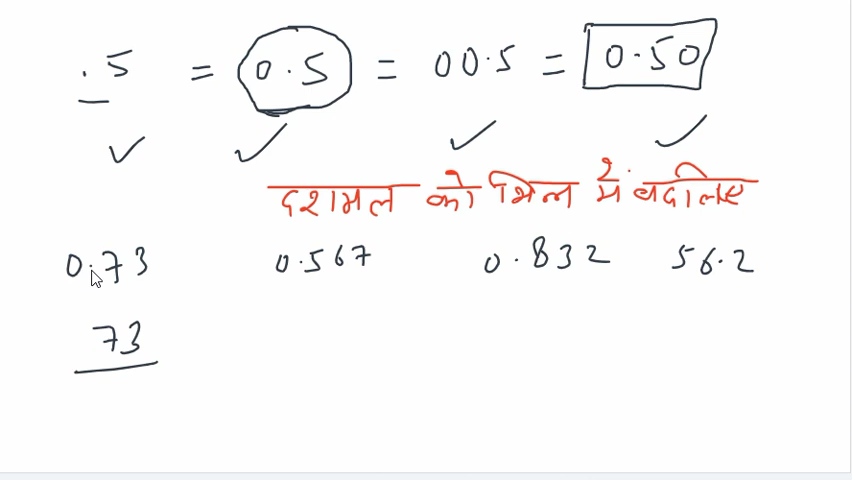 .5 = 0.5 = 00.5 = 0.50
दशमल को भिन्न में बदलिए
0.73 0.567 0.832 56.2
73